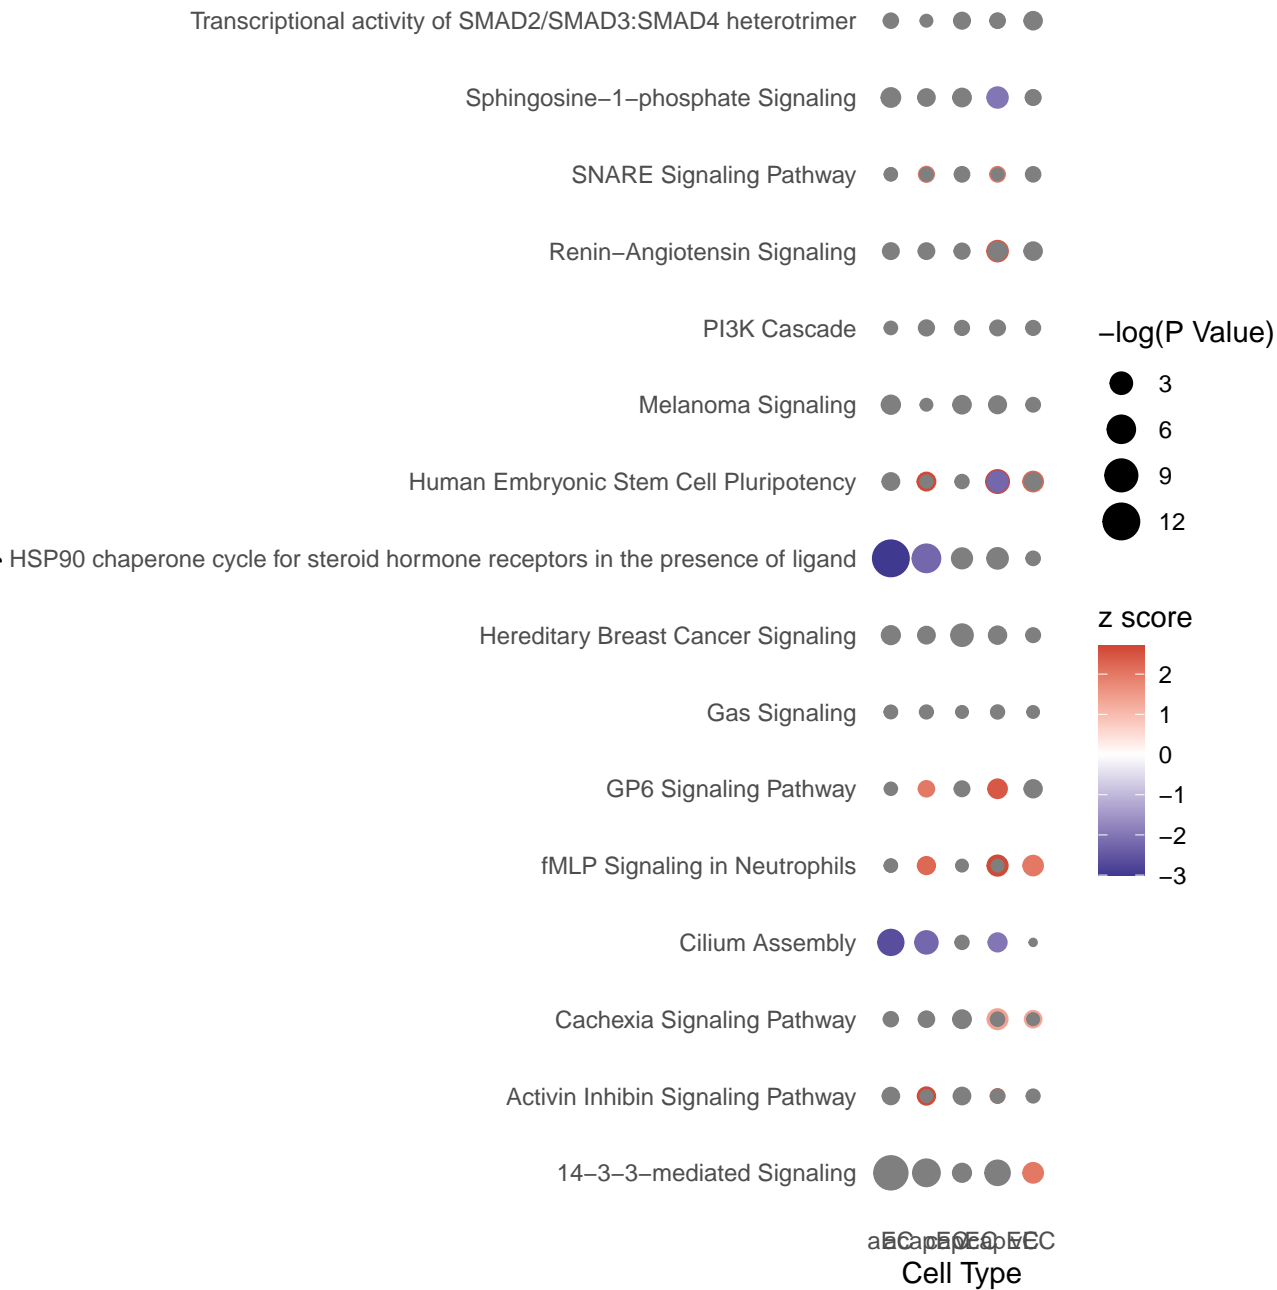 Transcriptional activity of SMAD2/SMAD3:SMAD4 heterotrimer
Sphingosine−1−phosphate Signaling
SNARE Signaling Pathway
Renin−Angiotensin Signaling
PI3K Cascade
Melanoma Signaling
Human Embryonic Stem Cell Pluripotency
HSP90 chaperone cycle for steroid hormone receptors in the presence of ligand
Hereditary Breast Cancer Signaling
Gas Signaling
GP6 Signaling Pathway
fMLP Signaling in Neutrophils
Cilium Assembly
Cachexia Signaling Pathway
Activin Inhibin Signaling Pathway
14−3−3−mediated Signaling
Cell Type
−log(P Value)
3
6
9
12
z score
2
1
0
−1
−2
−3